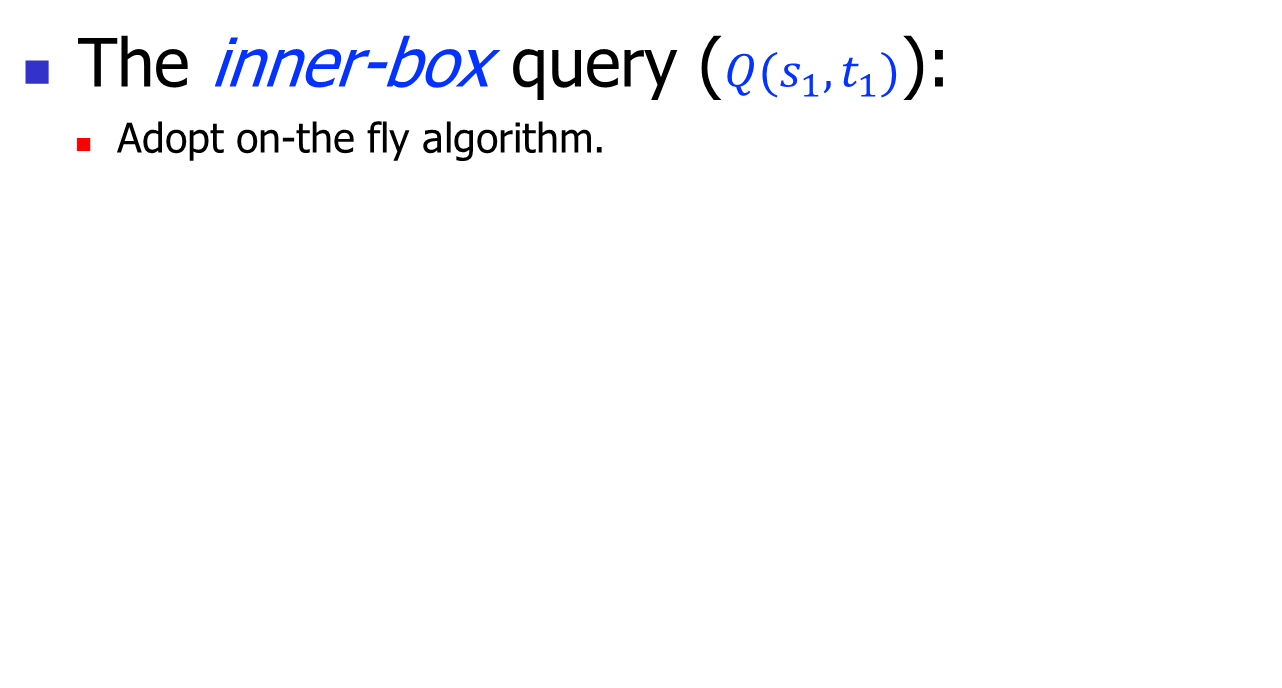 The inner-box query (Q(s₁, t₁)):
Adopt on-the fly algorithm.